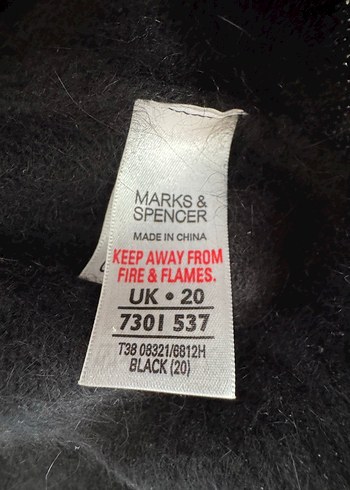 MARKS &
SPENCER
MADE IN CHINA
KEEP AWAY FROM
FIRE & FLAMES.
UK • 20
7301 537
T38 08321/6812H
BLACK (20)